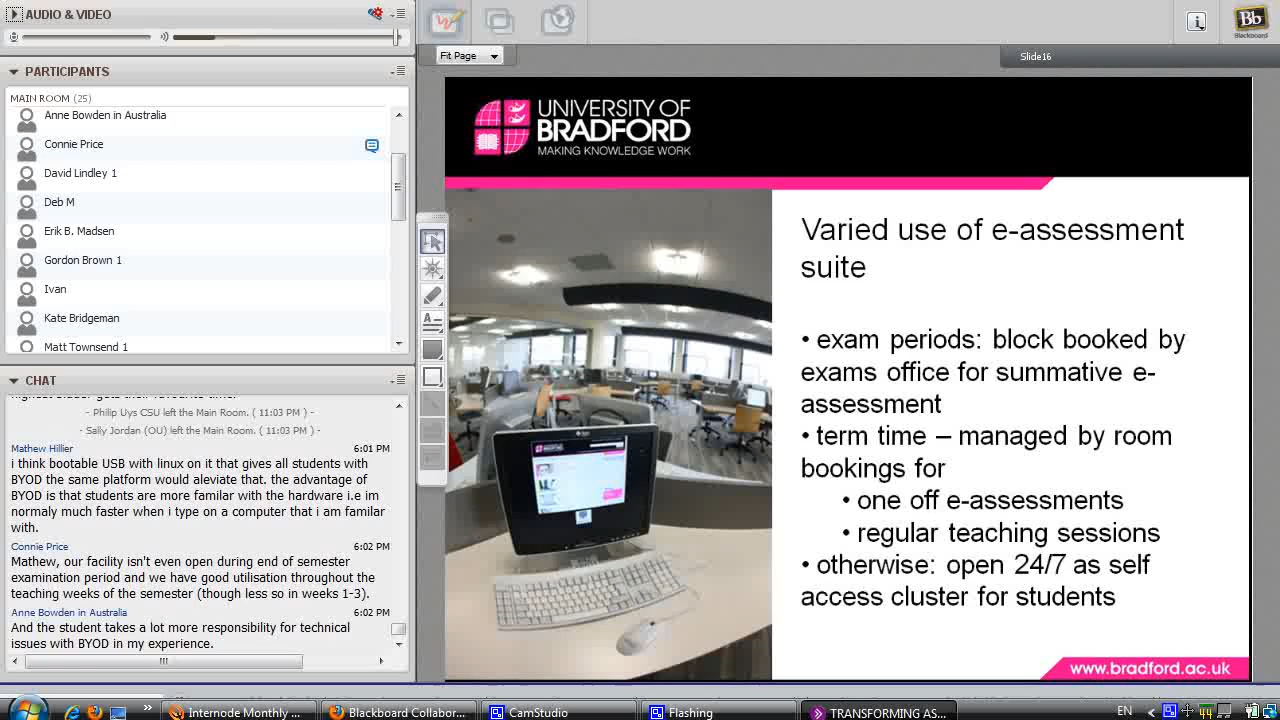 AUDIO & VIDEO
PARTICIPANTS
MAIN ROOM (25)
Anne Bowden in Australia
Connie Price
David Lindley 1
Deb M
Erik B. Madsen
Gordon Brown 1
Ivan
Kate Bridgeman
Matt Townsend 1
CHAT
- Philip Uys CSU left the Main Room. ( 11:03 PM ) -
- Sally Jordan (OU) left the Main Room. ( 11:03 PM ) -
Mathew Hillier 6:01 PM
i think bootable USB with linux on it that gives all students with
BYOD the same platform would aleviate that. the advantage of
BYOD is that students are more familar with the hardware i.e im
normaly much faster when i type on a computer that i am familar
with.
Connie Price 6:02 PM
Mathew, our facility isn't even open during end of semester
examination period and we have good utilisation throughout the
teaching weeks of the semester (though less so in weeks 1-3).
Anne Bowden in Australia 6:02 PM
And the student takes a lot more responsibility for technical
issues with BYOD in my experience.
Fit Page
Slide16
Bb
Blackboard
UNIVERSITY OF
BRADFORD
MAKING KNOWLEDGE WORK
Varied use of e-assessment
suite
• exam periods: block booked by
exams office for summative e-
assessment
• term time – managed by room
bookings for
• one off e-assessments
• regular teaching sessions
• otherwise: open 24/7 as self
access cluster for students
www.bradford.ac.uk
Internode Monthly ...
Blackboard Collabor...
CamStudio
Flashing
TRANSFORMING AS...
EN